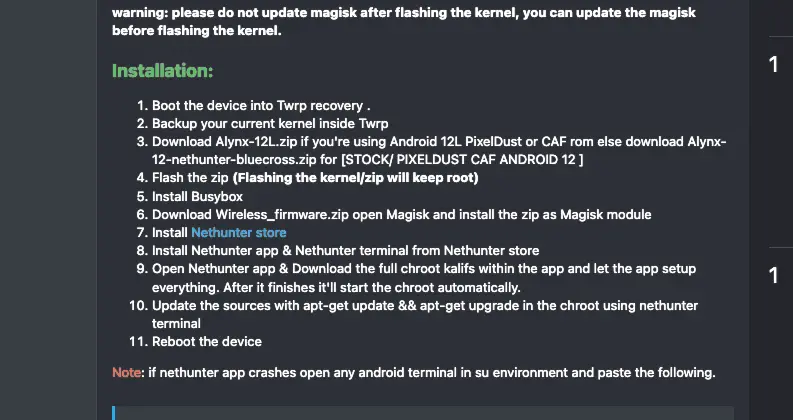 warning: please do not update magisk after flashing the kernel, you can update the magisk
before flashing the kernel.
Installation:
1. Boot the device into Twrp recovery .
2. Backup your current kernel inside Twrp
3. Download Alynx-12L.zip if you're using Android 12L PixelDust or CAF rom else download Alynx-
12-nethunter-bluecross.zip for [STOCK/ PIXELDUST CAF ANDROID 12 ]
4. Flash the zip (Flashing the kernel/zip will keep root)
5. Install Busybox
6. Download Wireless_firmware.zip open Magisk and install the zip as Magisk module
7. Install Nethunter store
8. Install Nethunter app & Nethunter terminal from Nethunter store
9. Open Nethunter app & Download the full chroot kalifs within the app and let the app setup
everything. After it finishes it'll start the chroot automatically.
10. Update the sources with apt-get update && apt-get upgrade in the chroot using nethunter
terminal
11. Reboot the device
Note: if nethunter app crashes open any android terminal in su environment and paste the following.
1
1